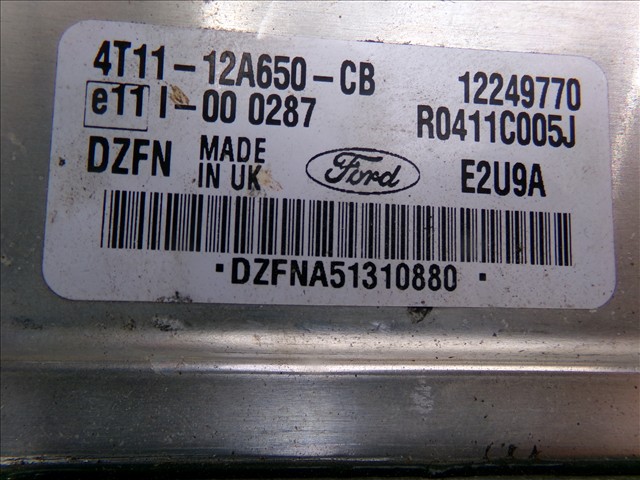 4T11-12A650-CB 12249770
e11 I-00 0287 R0411C005J
DZFN MADE IN UK Ford E2U9A
·DZFNA51310880·